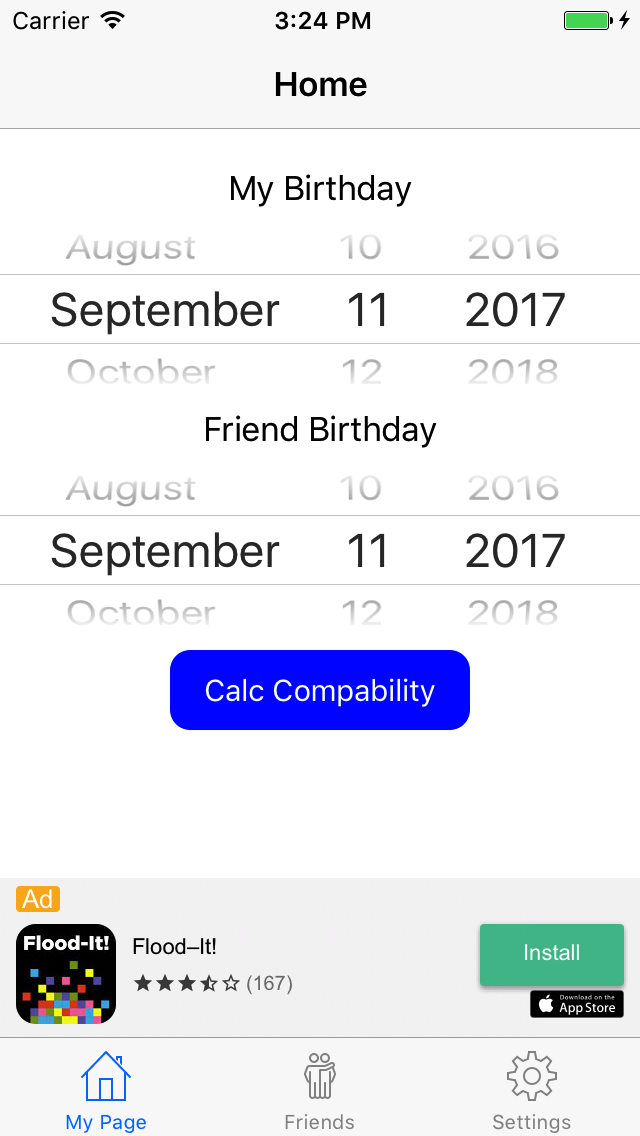 Carrier 3:24 PM
Home
My Birthday
August 10 2016
September 11 2017
October 12 2018
Friend Birthday
August 10 2016
September 11 2017
October 12 2018
Calc Compability
Ad
Flood-It!
Flood–It!
(167)
Install
Download on the
App Store
My Page Friends Settings